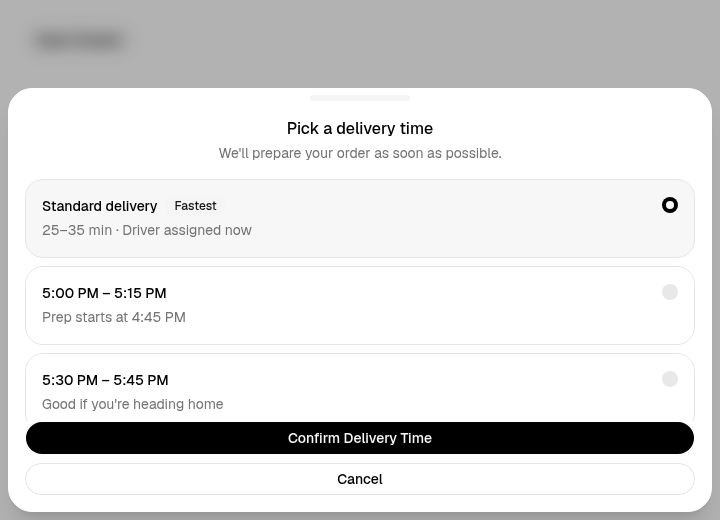 Pick a delivery time
We'll prepare your order as soon as possible.
Standard delivery Fastest
25–35 min · Driver assigned now
5:00 PM – 5:15 PM
Prep starts at 4:45 PM
5:30 PM – 5:45 PM
Good if you're heading home
Confirm Delivery Time
Cancel